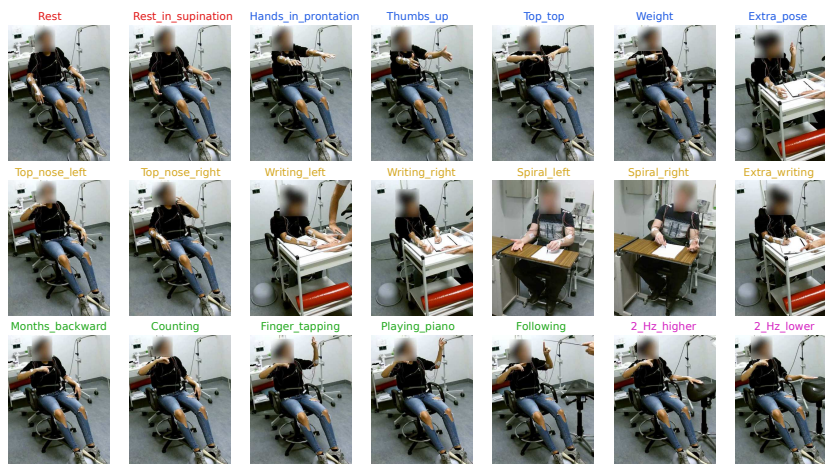 Rest Rest_in_supination Hands_in_prontation Thumbs_up Top_top Weight Extra_pose
Top_nose_left Top_nose_right Writing_left Writing_right Spiral_left Spiral_right Extra_writing
Months_backward Counting Finger_tapping Playing_piano Following 2_Hz_higher 2_Hz_lower